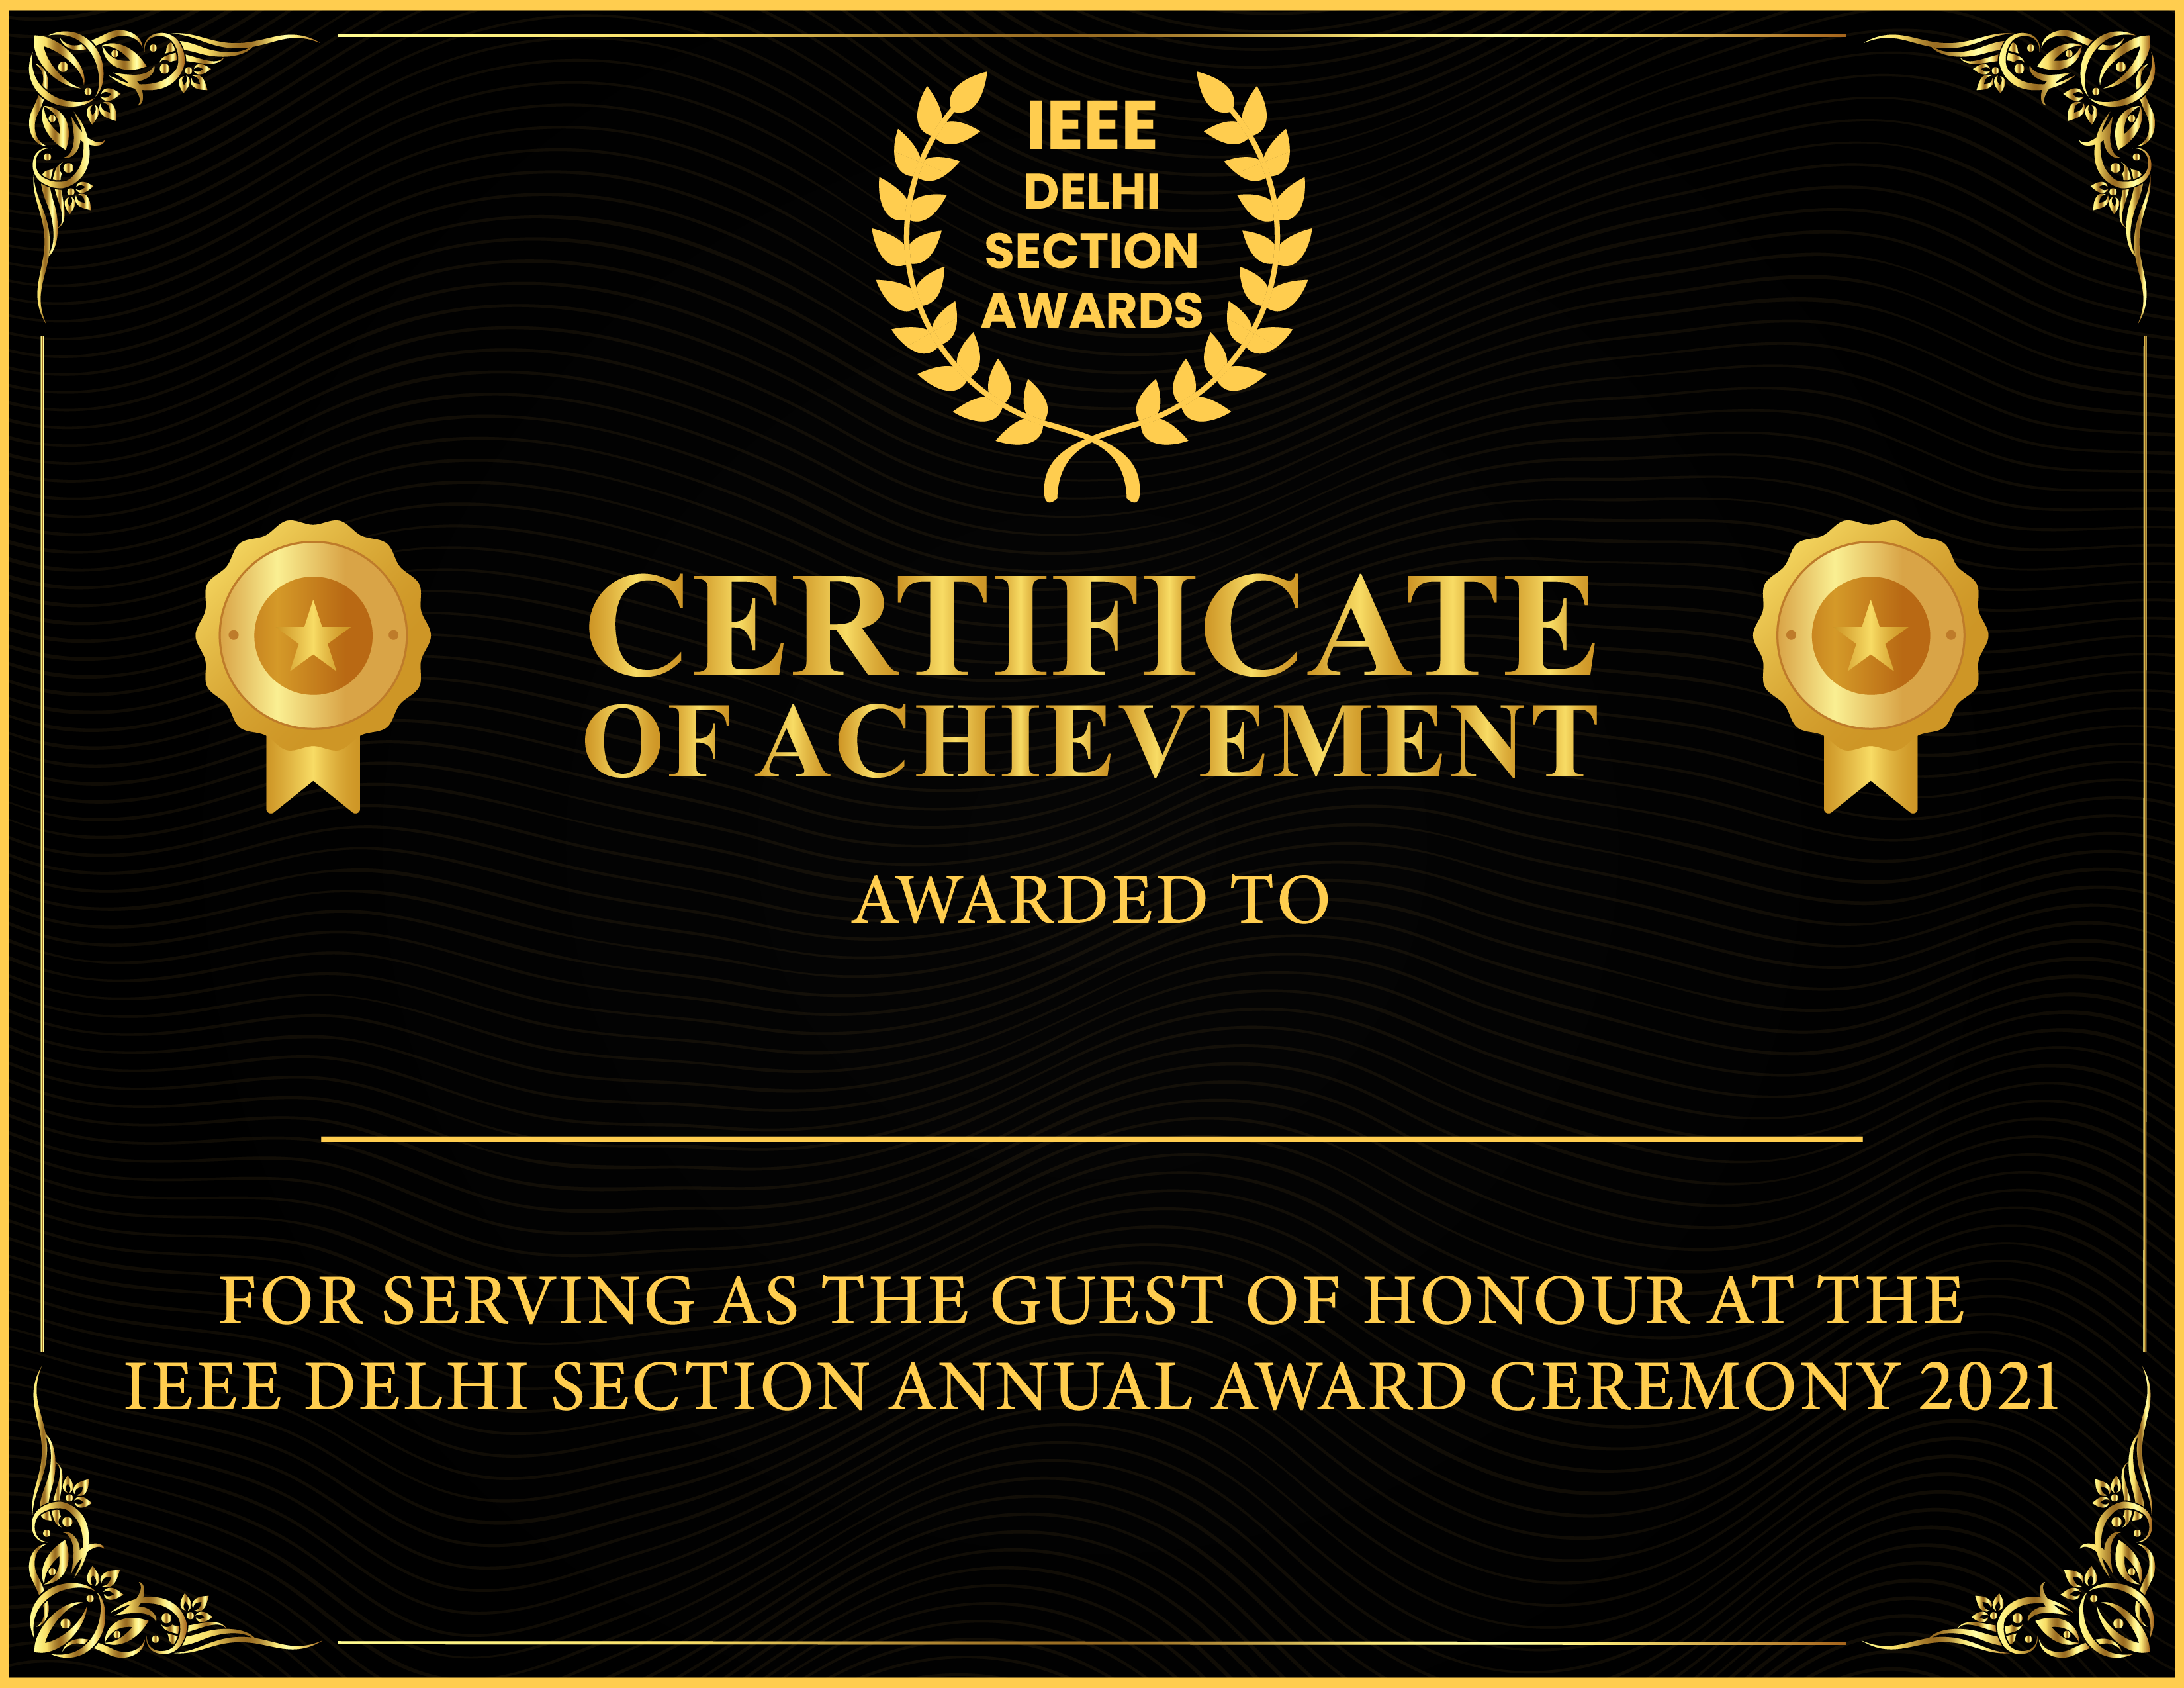 IEEE
DELHI
SECTION
AWARDS
CERTIFICATE
OF ACHIEVEMENT
AWARDED TO
FOR SERVING AS THE GUEST OF HONOUR AT THE
IEEE DELHI SECTION ANNUAL AWARD CEREMONY 2021